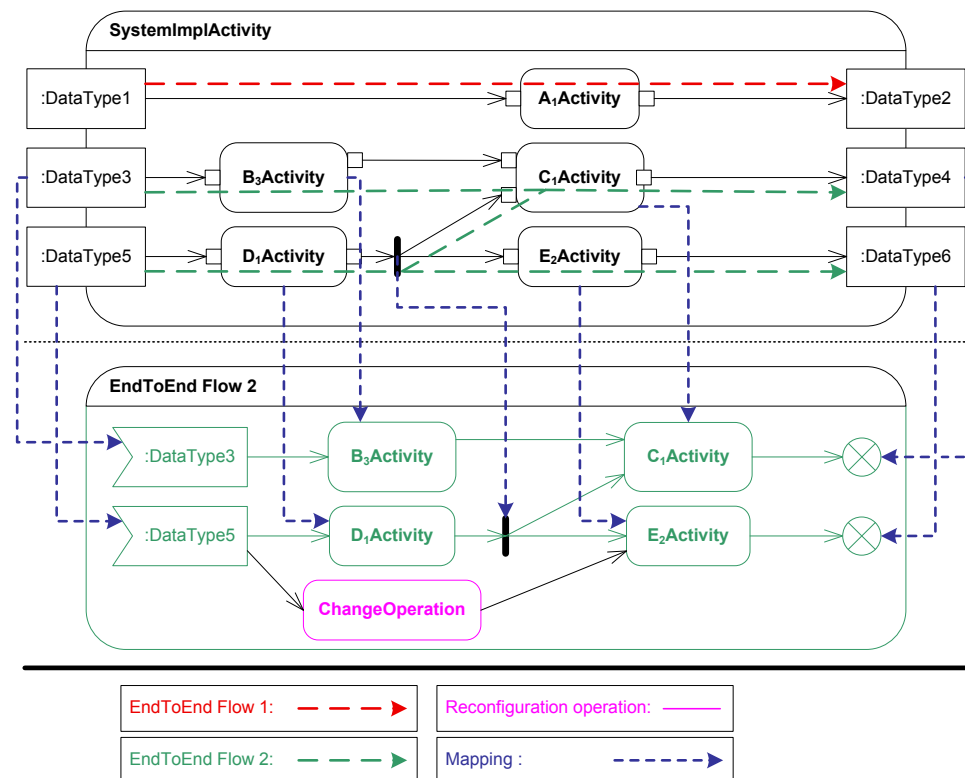 SystemImplActivity
:DataType1
A₁Activity
:DataType2
:DataType3
B₃Activity
C₁Activity
:DataType4
:DataType5
D₁Activity
E₂Activity
:DataType6
EndToEnd Flow 2
:DataType3
B₃Activity
C₁Activity
:DataType5
D₁Activity
E₂Activity
ChangeOperation
EndToEnd Flow 1:
Reconfiguration operation:
EndToEnd Flow 2:
Mapping :